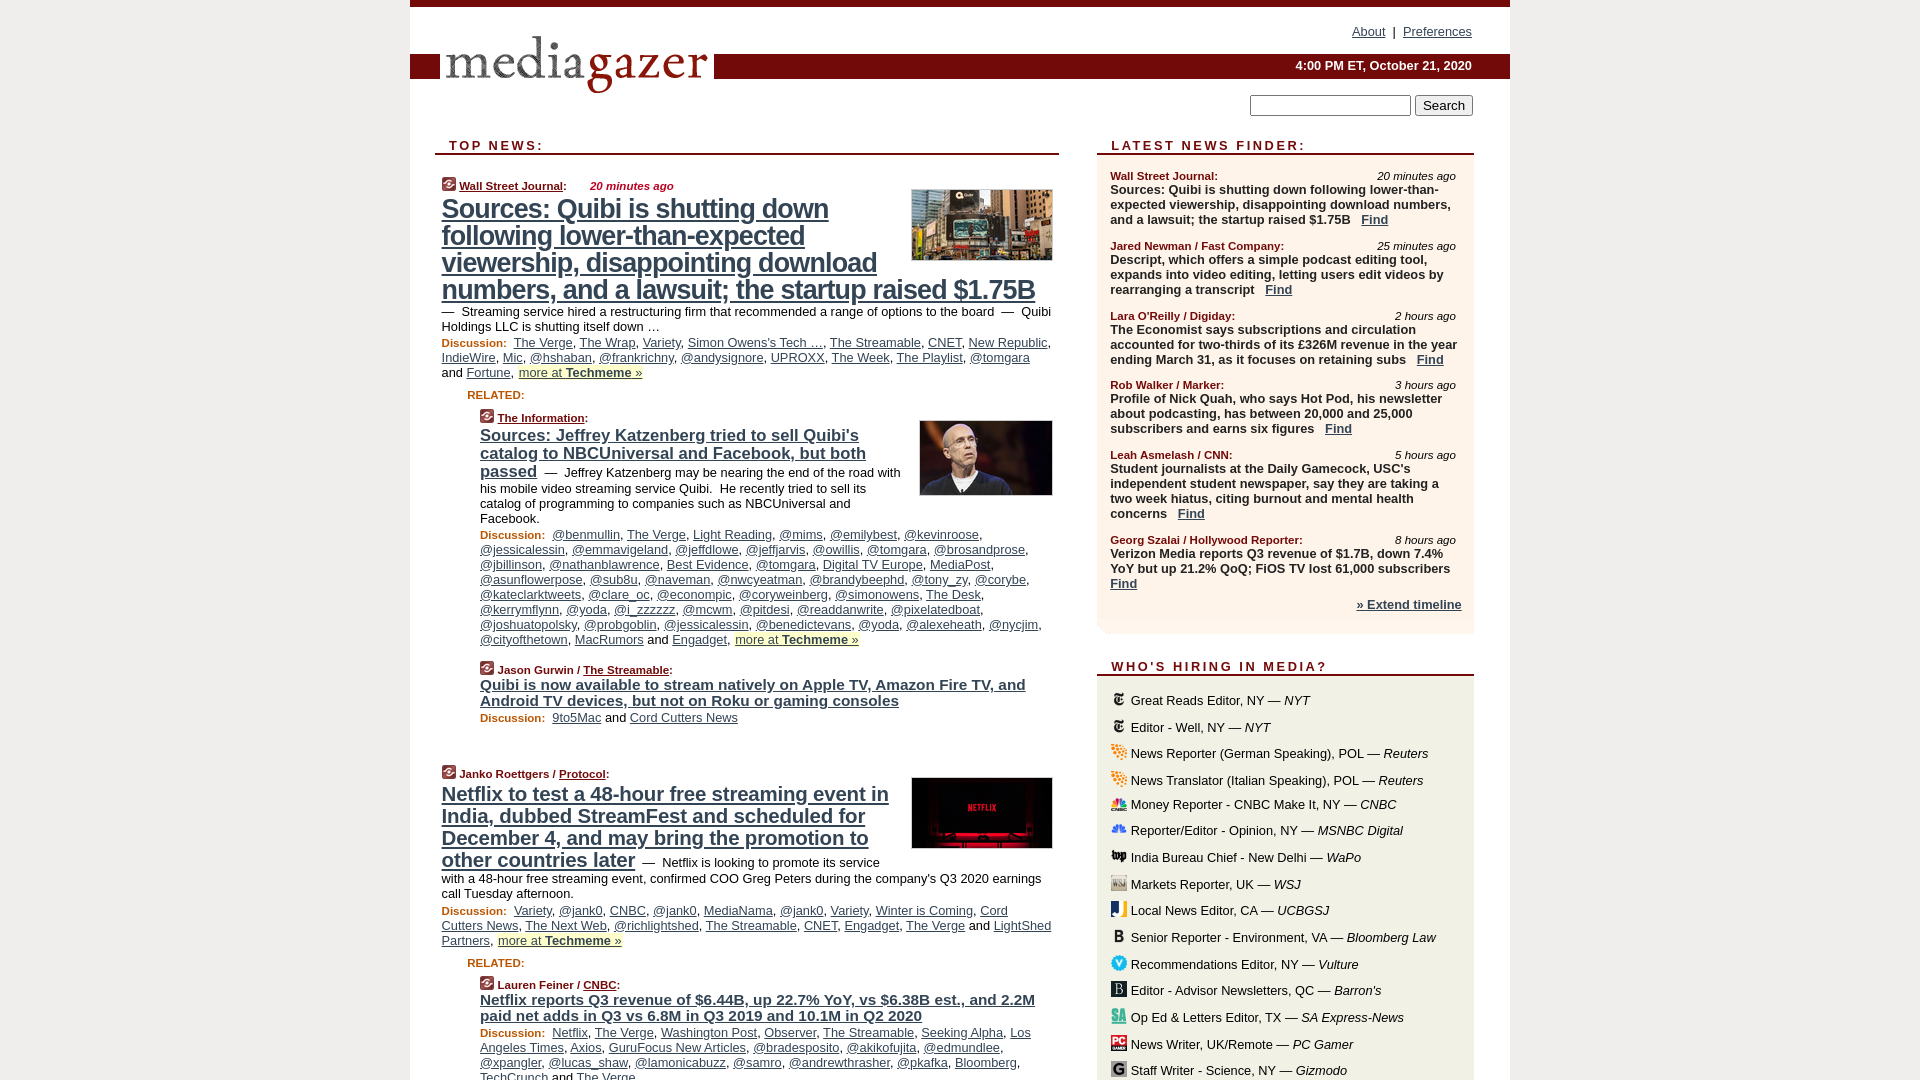 About | Preferences
mediagazer
4:00 PM ET, October 21, 2020
Search
TOP NEWS:
Wall Street Journal: 20 minutes ago
Sources: Quibi is shutting down
following lower-than-expected
viewership, disappointing download
numbers, and a lawsuit; the startup raised $1.75B
— Streaming service hired a restructuring firm that recommended a range of options to the board — Quibi
Holdings LLC is shutting itself down …
Discussion: The Verge, The Wrap, Variety, Simon Owens's Tech …, The Streamable, CNET, New Republic,
IndieWire, Mic, @hshaban, @frankrichny, @andysignore, UPROXX, The Week, The Playlist, @tomgara
and Fortune, more at Techmeme »
RELATED:
The Information:
Sources: Jeffrey Katzenberg tried to sell Quibi's
catalog to NBCUniversal and Facebook, but both
passed — Jeffrey Katzenberg may be nearing the end of the road with
his mobile video streaming service Quibi. He recently tried to sell its
catalog of programming to companies such as NBCUniversal and
Facebook.
Discussion: @benmullin, The Verge, Light Reading, @mims, @emilybest, @kevinroose,
@jessicalessin, @emmavigeland, @jeffdlowe, @jeffjarvis, @owillis, @tomgara, @brosandprose,
@jbillinson, @nathanblawrence, Best Evidence, @tomgara, Digital TV Europe, MediaPost,
@asunflowerpose, @sub8u, @naveman, @nwcyeatman, @brandybeephd, @tony_zy, @corybe,
@kateclarktweets, @clare_oc, @econompic, @coryweinberg, @simonowens, The Desk,
@kerrymflynn, @yoda, @i_zzzzzz, @mcwm, @pitdesi, @readdanwrite, @pixelatedboat,
@joshuatopolsky, @probgoblin, @jessicalessin, @benedictevans, @yoda, @alexeheath, @nycjim,
@cityofthetown, MacRumors and Engadget, more at Techmeme »
Jason Gurwin / The Streamable:
Quibi is now available to stream natively on Apple TV, Amazon Fire TV, and
Android TV devices, but not on Roku or gaming consoles
Discussion: 9to5Mac and Cord Cutters News
Janko Roettgers / Protocol:
Netflix to test a 48-hour free streaming event in
India, dubbed StreamFest and scheduled for
December 4, and may bring the promotion to
other countries later — Netflix is looking to promote its service
with a 48-hour free streaming event, confirmed COO Greg Peters during the company's Q3 2020 earnings
call Tuesday afternoon.
NETFLIX
Discussion: Variety, @jank0, CNBC, @jank0, MediaNama, @jank0, Variety, Winter is Coming, Cord
Cutters News, The Next Web, @richlightshed, The Streamable, CNET, Engadget, The Verge and LightShed
Partners, more at Techmeme »
RELATED:
Lauren Feiner / CNBC:
Netflix reports Q3 revenue of $6.44B, up 22.7% YoY, vs $6.38B est., and 2.2M
paid net adds in Q3 vs 6.8M in Q3 2019 and 10.1M in Q2 2020
Discussion: Netflix, The Verge, Washington Post, Observer, The Streamable, Seeking Alpha, Los
Angeles Times, Axios, GuruFocus New Articles, @bradesposito, @akikofujita, @edmundlee,
@xpangler, @lucas_shaw, @lamonicabuzz, @samro, @andrewthrasher, @pkafka, Bloomberg,
TechCrunch and The Verge
LATEST NEWS FINDER:
Wall Street Journal: 20 minutes ago
Sources: Quibi is shutting down following lower-than-
expected viewership, disappointing download numbers,
and a lawsuit; the startup raised $1.75B Find
Jared Newman / Fast Company: 25 minutes ago
Descript, which offers a simple podcast editing tool,
expands into video editing, letting users edit videos by
rearranging a transcript Find
Lara O'Reilly / Digiday: 2 hours ago
The Economist says subscriptions and circulation
accounted for two-thirds of its £326M revenue in the year
ending March 31, as it focuses on retaining subs Find
Rob Walker / Marker: 3 hours ago
Profile of Nick Quah, who says Hot Pod, his newsletter
about podcasting, has between 20,000 and 25,000
subscribers and earns six figures Find
Leah Asmelash / CNN: 5 hours ago
Student journalists at the Daily Gamecock, USC's
independent student newspaper, say they are taking a
two week hiatus, citing burnout and mental health
concerns Find
Georg Szalai / Hollywood Reporter: 8 hours ago
Verizon Media reports Q3 revenue of $1.7B, down 7.4%
YoY but up 21.2% QoQ; FiOS TV lost 61,000 subscribers
Find
» Extend timeline
WHO'S HIRING IN MEDIA?
Great Reads Editor, NY — NYT
Editor - Well, NY — NYT
News Reporter (German Speaking), POL — Reuters
News Translator (Italian Speaking), POL — Reuters
Money Reporter - CNBC Make It, NY — CNBC
Reporter/Editor - Opinion, NY — MSNBC Digital
India Bureau Chief - New Delhi — WaPo
Markets Reporter, UK — WSJ
Local News Editor, CA — UCBGSJ
Senior Reporter - Environment, VA — Bloomberg Law
Recommendations Editor, NY — Vulture
Editor - Advisor Newsletters, QC — Barron's
Op Ed & Letters Editor, TX — SA Express-News
News Writer, UK/Remote — PC Gamer
Staff Writer - Science, NY — Gizmodo